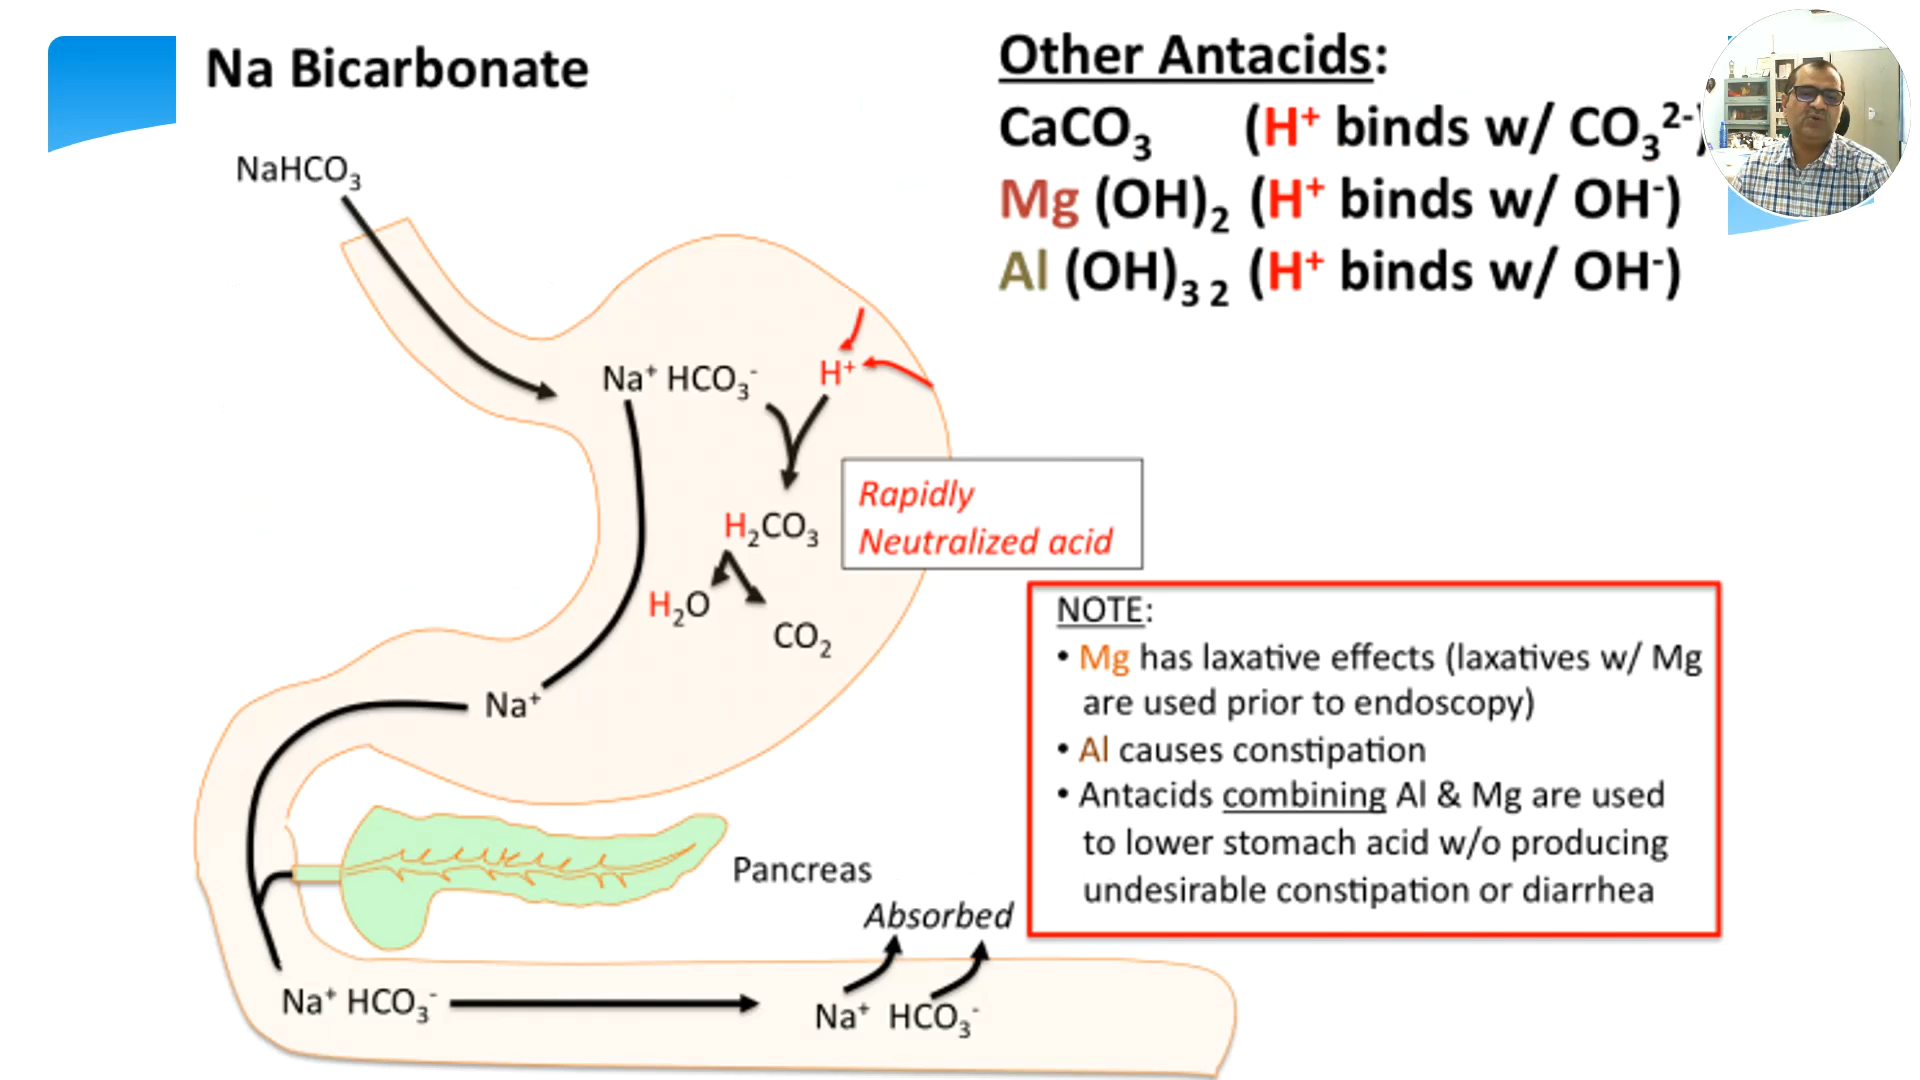 Na Bicarbonate
NaHCO₃
Na⁺ HCO₃⁻
H⁺
H₂CO₃
H₂O
CO₂
Rapidly
Neutralized acid
Na⁺
Pancreas
Absorbed
Na⁺ HCO₃⁻
Na⁺ HCO₃⁻
Other Antacids:
CaCO₃ (H⁺ binds w/ CO₃²⁻)
Mg (OH)₂ (H⁺ binds w/ OH⁻)
Al (OH)₃ ₂ (H⁺ binds w/ OH⁻)
NOTE:
• Mg has laxative effects (laxatives w/ Mg
are used prior to endoscopy)
• Al causes constipation
• Antacids combining Al & Mg are used
to lower stomach acid w/o producing
undesirable constipation or diarrhea